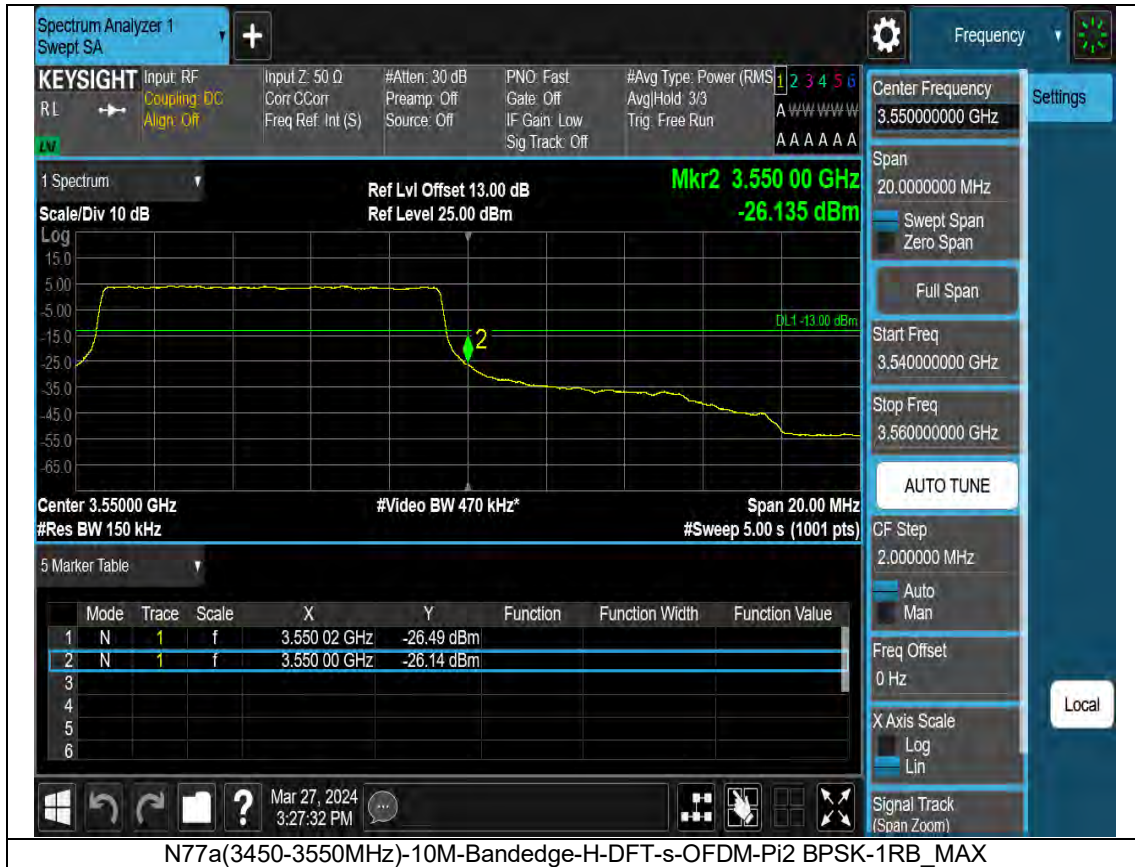 Spectrum Analyzer 1
Swept SA
+
Frequency
KEYSIGHT
Input: RF
Input Z: 50 Ω
#Atten: 30 dB
PNO: Fast
#Avg Type: Power (RMS
1 2 3 4 5 6
RL
Coupling: DC
Corr CCorr
Preamp: Off
Gate: Off
Avg|Hold: 3/3
A W W W W W
Align: Off
Freq Ref: Int (S)
Source: Off
IF Gain: Low
Trig: Free Run
Sig Track: Off
A A A A A A
1 Spectrum
Ref Lvl Offset 13.00 dB
Mkr2 3.550 00 GHz
Scale/Div 10 dB
Ref Level 25.00 dBm
-26.135 dBm
Log
15.0
5.00
-5.00
-15.0
-25.0
-35.0
-45.0
-55.0
-65.0
DL1 -13.00 dBm
2
Center 3.55000 GHz
#Video BW 470 kHz*
Span 20.00 MHz
#Res BW 150 kHz
#Sweep 5.00 s (1001 pts)
5 Marker Table
Mode Trace Scale X Y Function Function Width Function Value
1 N 1 f 3.550 02 GHz -26.49 dBm
2 N 1 f 3.550 00 GHz -26.14 dBm
3
4
5
6
Center Frequency
3.550000000 GHz
Settings
Span
20.0000000 MHz
Swept Span
Zero Span
Full Span
Start Freq
3.540000000 GHz
Stop Freq
3.560000000 GHz
AUTO TUNE
CF Step
2.000000 MHz
Auto
Man
Freq Offset
0 Hz
X Axis Scale
Log
Lin
Local
Signal Track
(Span Zoom)
?
Mar 27, 2024
3:27:32 PM
N77a(3450-3550MHz)-10M-Bandedge-H-DFT-s-OFDM-Pi2 BPSK-1RB_MAX